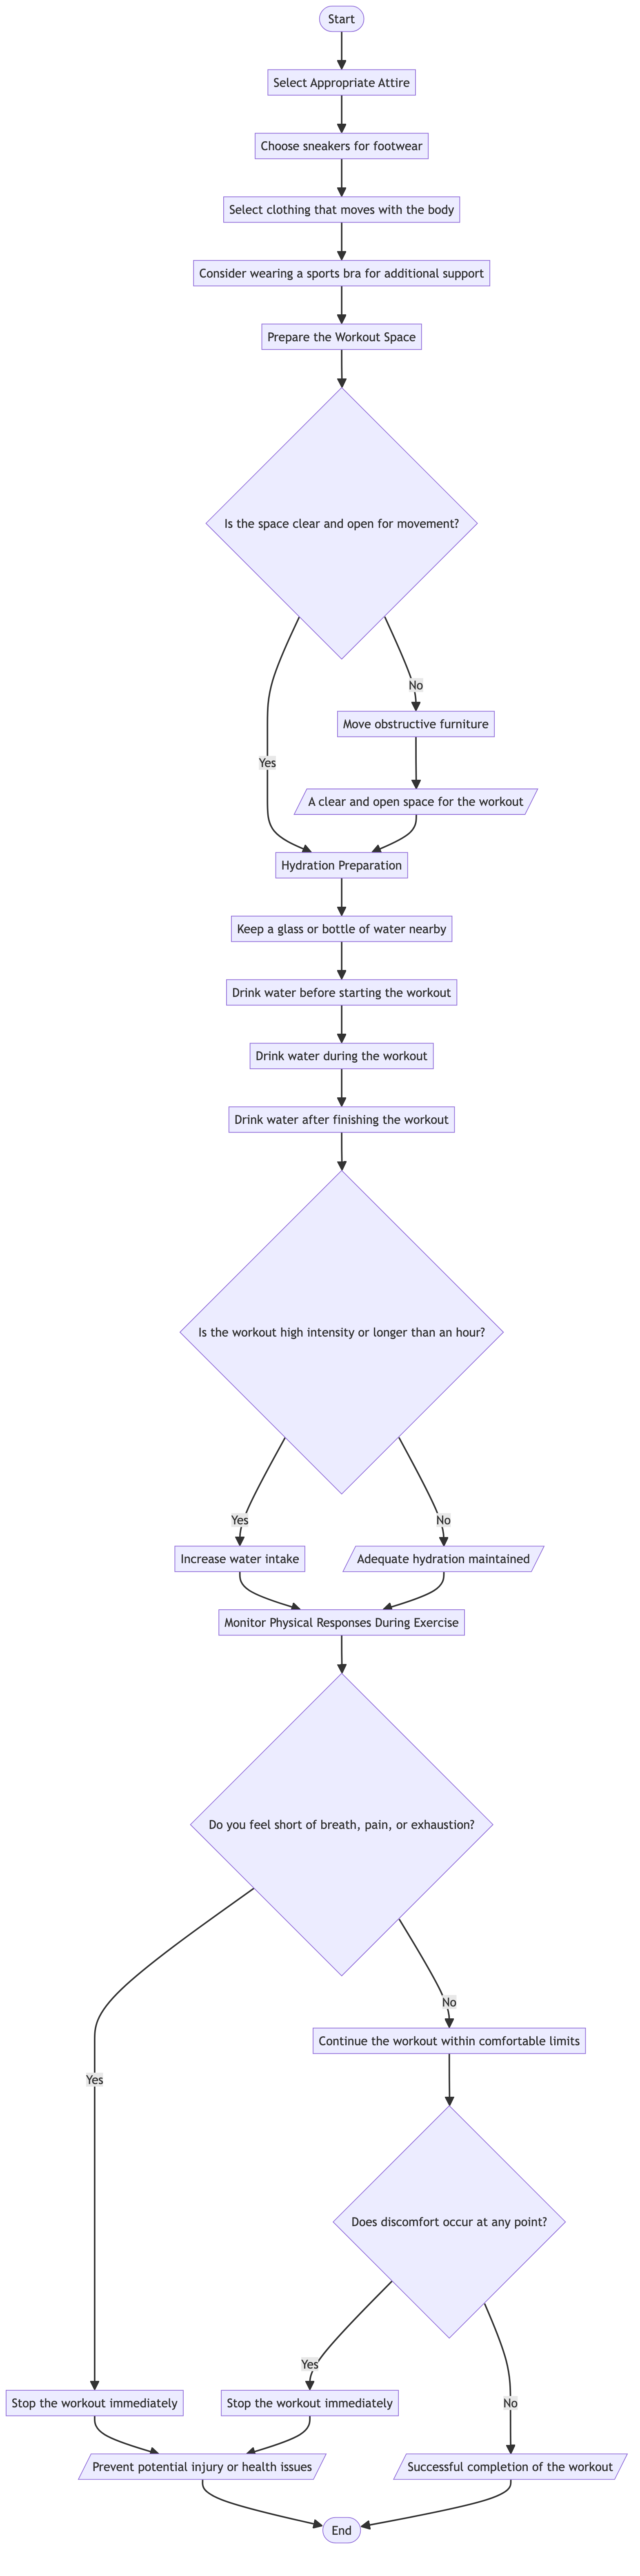 Start
Select Appropriate Attire
Choose sneakers for footwear
Select clothing that moves with the body
Consider wearing a sports bra for additional support
Prepare the Workout Space
Is the space clear and open for movement?
No
Move obstructive furniture
Yes
A clear and open space for the workout
Hydration Preparation
Keep a glass or bottle of water nearby
Drink water before starting the workout
Drink water during the workout
Drink water after finishing the workout
Is the workout high intensity or longer than an hour?
Yes
No
Increase water intake
Adequate hydration maintained
Monitor Physical Responses During Exercise
Do you feel short of breath, pain, or exhaustion?
No
Continue the workout within comfortable limits
Yes
Does discomfort occur at any point?
Yes
No
Stop the workout immediately
Stop the workout immediately
Prevent potential injury or health issues
Successful completion of the workout
End